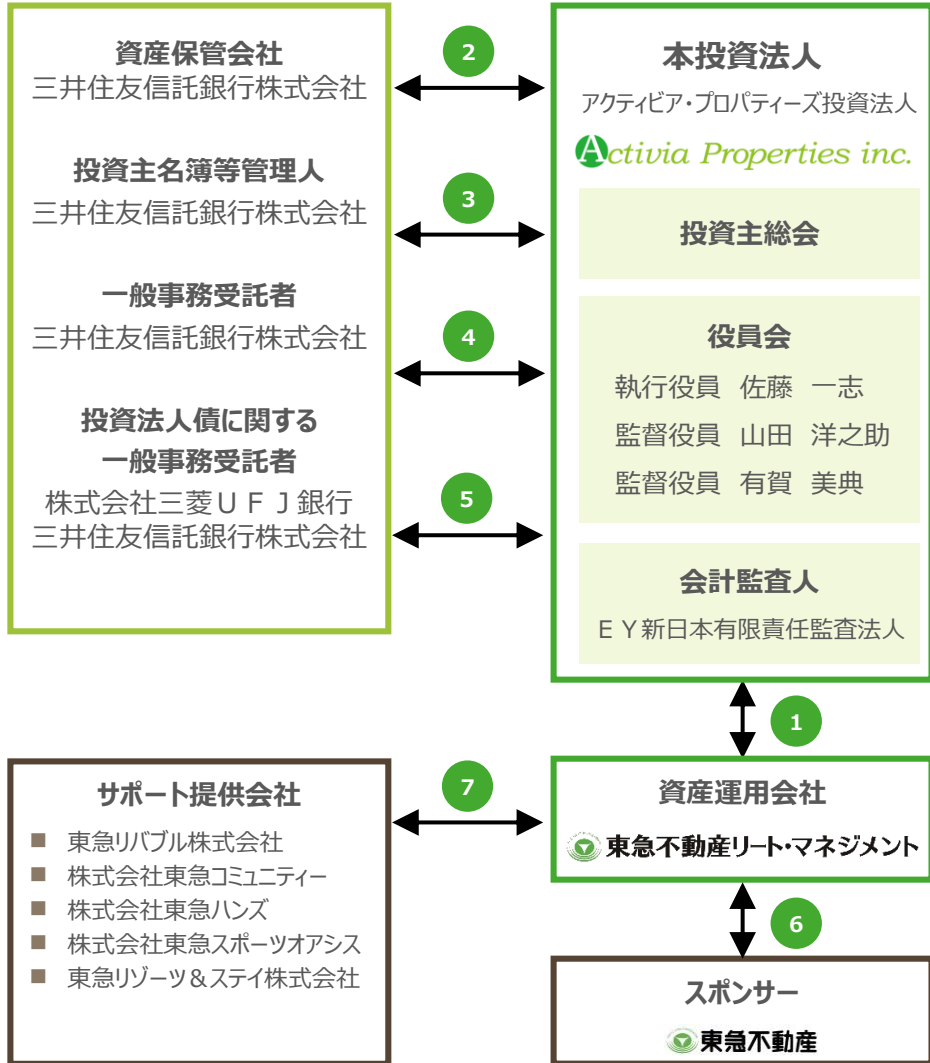 資産保管会社
三井住友信託銀行株式会社
2
投資主名簿等管理人
三井住友信託銀行株式会社
3
一般事務受託者
三井住友信託銀行株式会社
4
投資法人債に関する
一般事務受託者
株式会社三菱UFJ銀行
三井住友信託銀行株式会社
5
本投資法人
アクティビア・プロパティーズ投資法人
Activia Properties inc.
投資主総会
役員会
執行役員 佐藤 一志
監督役員 山田 洋之助
監督役員 有賀 美典
会計監査人
EY新日本有限責任監査法人
1
サポート提供会社
■ 東急リバブル株式会社
■ 株式会社東急コミュニティー
■ 株式会社東急ハンズ
■ 株式会社東急スポーツオアシス
■ 東急リゾーツ&ステイ株式会社
7
資産運用会社
東急不動産リート・マネジメント
6
スポンサー
東急不動産